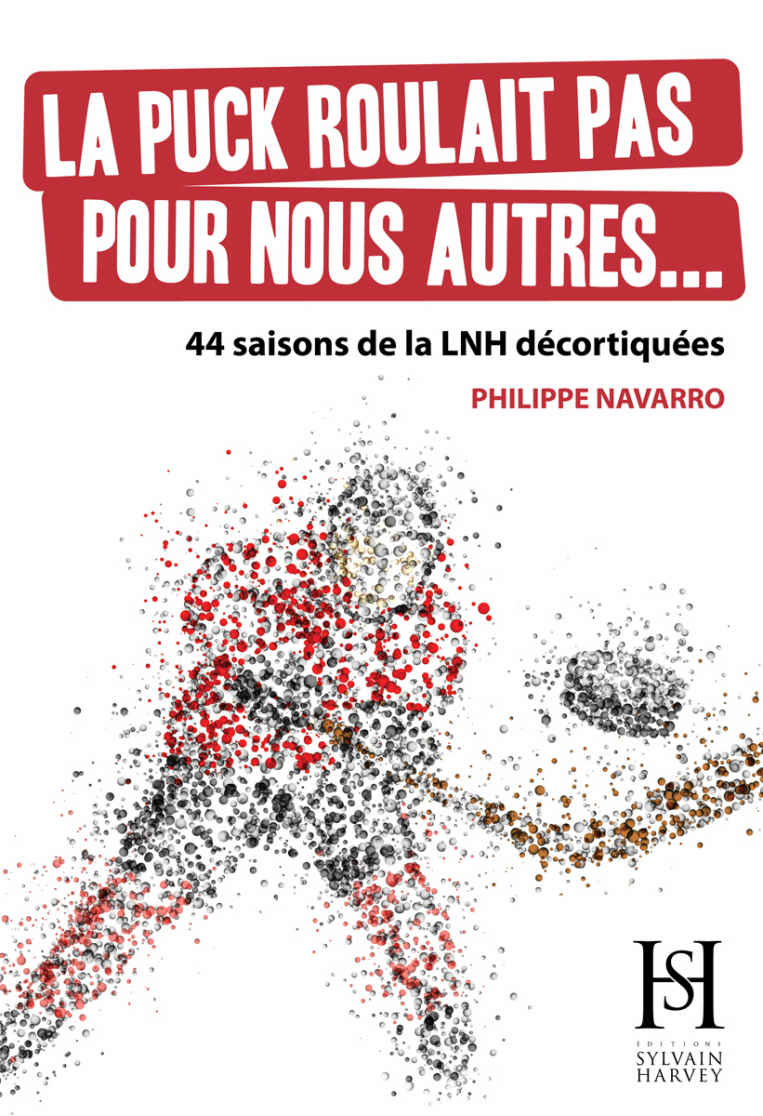 LA PUCK ROULAIT PAS
POUR NOUS AUTRES...
44 saisons de la LNH décortiquées
PHILIPPE NAVARRO
HSH
EDITIONS
SYLVAIN
HARVEY